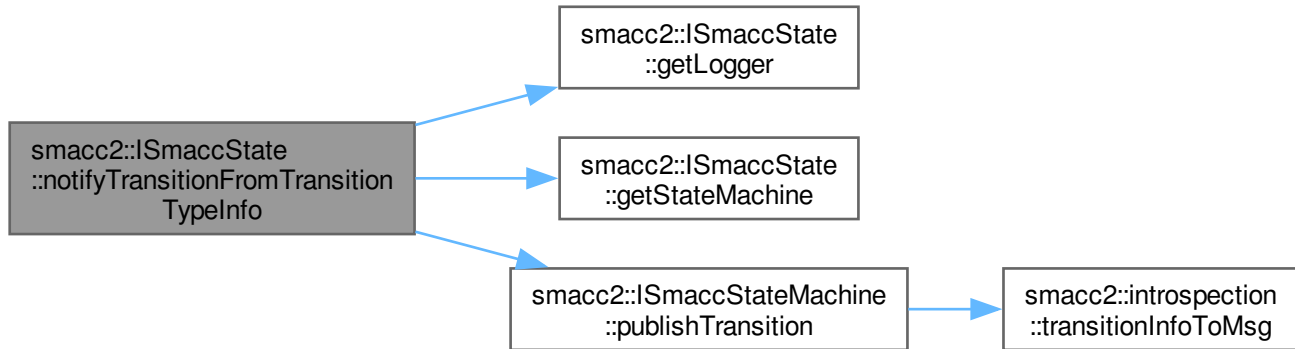 smacc2::ISmaccState
::notifyTransitionFromTransition
TypeInfo
smacc2::ISmaccState
::getLogger
smacc2::ISmaccState
::getStateMachine
smacc2::ISmaccStateMachine
::publishTransition
smacc2::introspection
::transitionInfoToMsg